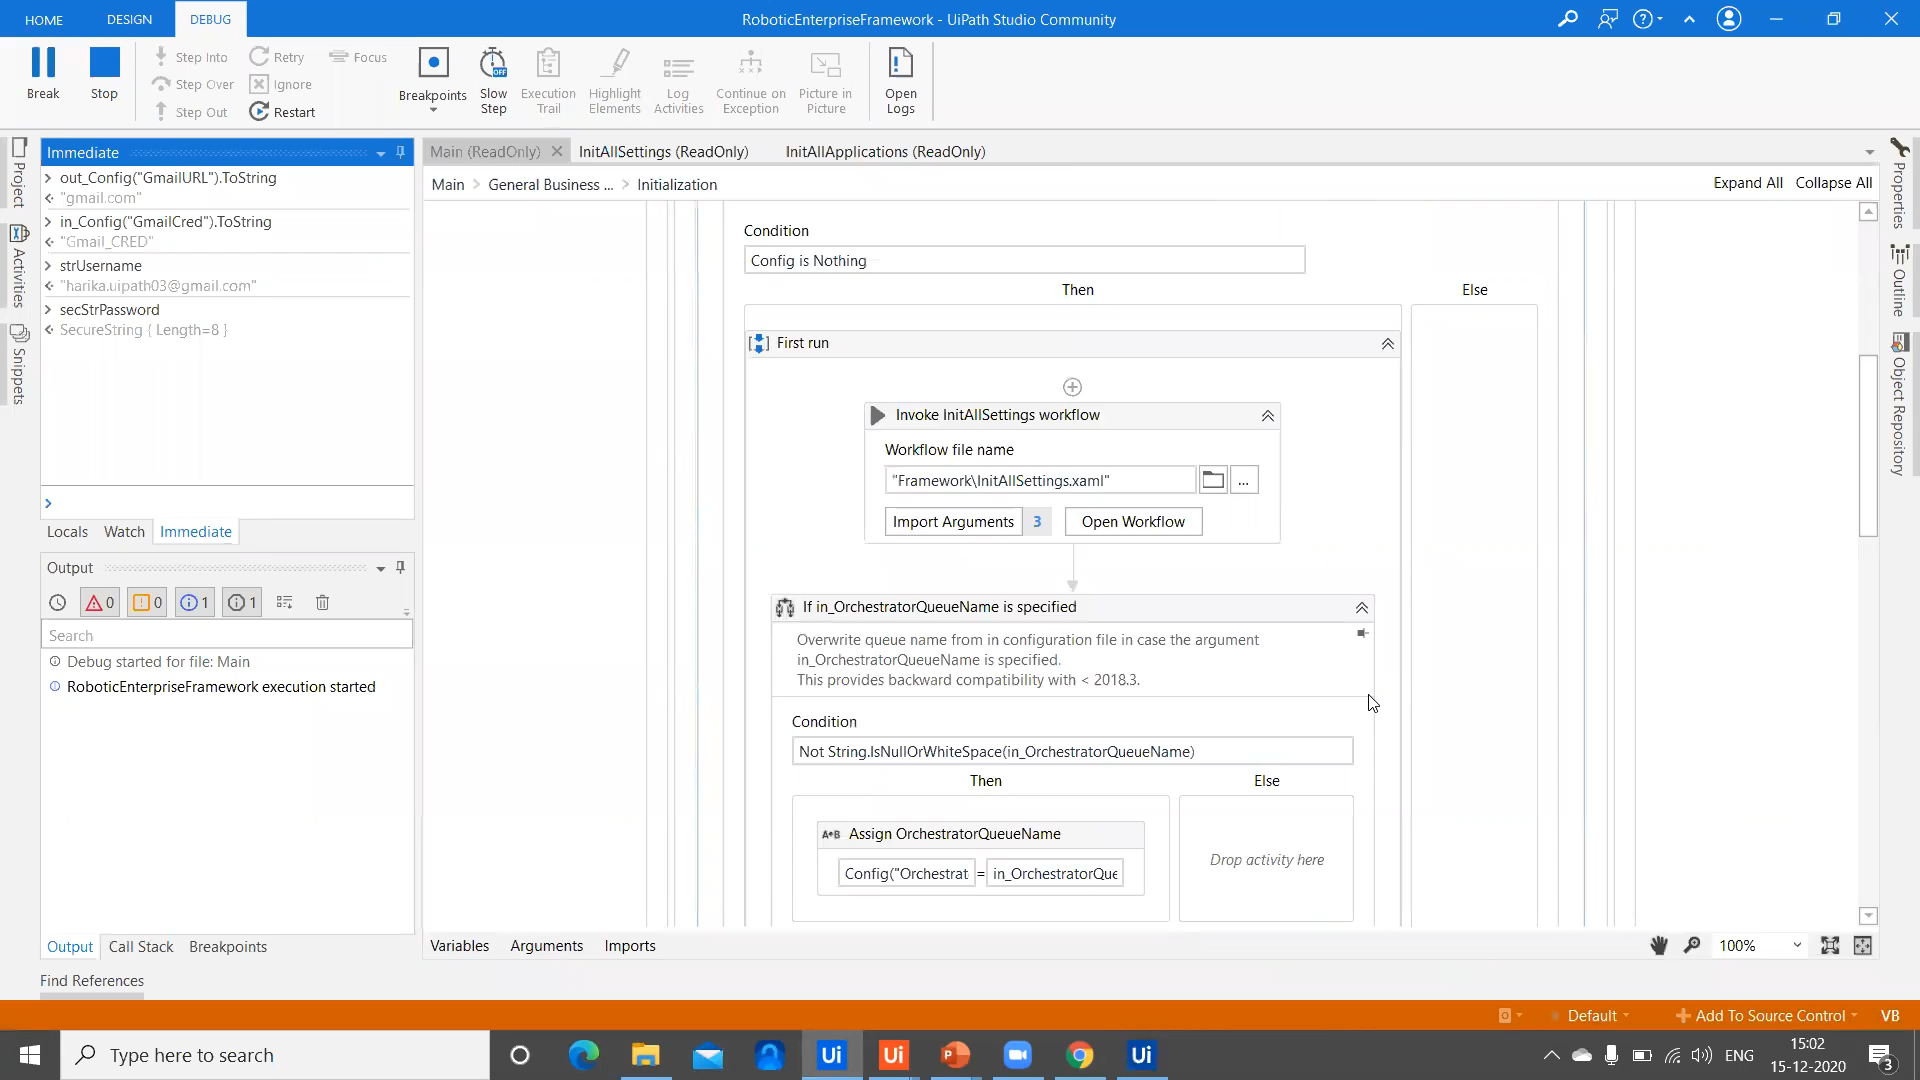 HOME
DESIGN
DEBUG
RoboticEnterpriseFramework - UiPath Studio Community
Break
Stop
Step Into
Step Over
Step Out
Retry
Ignore
Restart
Focus
Breakpoints
Slow Step
Execution Trail
Highlight Elements
Log Activities
Continue on Exception
Picture in Picture
Open Logs
Project
Activities
Snippets
Immediate
out_Config("GmailURL").ToString
"gmail.com"
in_Config("GmailCred").ToString
"Gmail_CRED"
strUsername
"harika.uipath03@gmail.com"
secStrPassword
SecureString { Length=8 }
Locals
Watch
Immediate
Output
0
0
1
1
Search
Debug started for file: Main
RoboticEnterpriseFramework execution started
Output
Call Stack
Breakpoints
Find References
Main (ReadOnly)
InitAllSettings (ReadOnly)
InitAllApplications (ReadOnly)
Main > General Business ... > Initialization
Expand All
Collapse All
Condition
Config is Nothing
Then
Else
First run
Invoke InitAllSettings workflow
Workflow file name
"Framework\InitAllSettings.xaml"
...
Import Arguments
3
Open Workflow
If in_OrchestratorQueueName is specified
Overwrite queue name from in configuration file in case the argument
in_OrchestratorQueueName is specified.
This provides backward compatibility with < 2018.3.
Condition
Not String.IsNullOrWhiteSpace(in_OrchestratorQueueName)
Then
Else
A+B Assign OrchestratorQueueName
Config("Orchestrat
=
in_OrchestratorQue
Drop activity here
Variables
Arguments
Imports
100%
Properties
Outline
Object Repository
Default
Add To Source Control
VB
Type here to search
Ui
Ui
Ui
ENG
15:02
15-12-2020
3